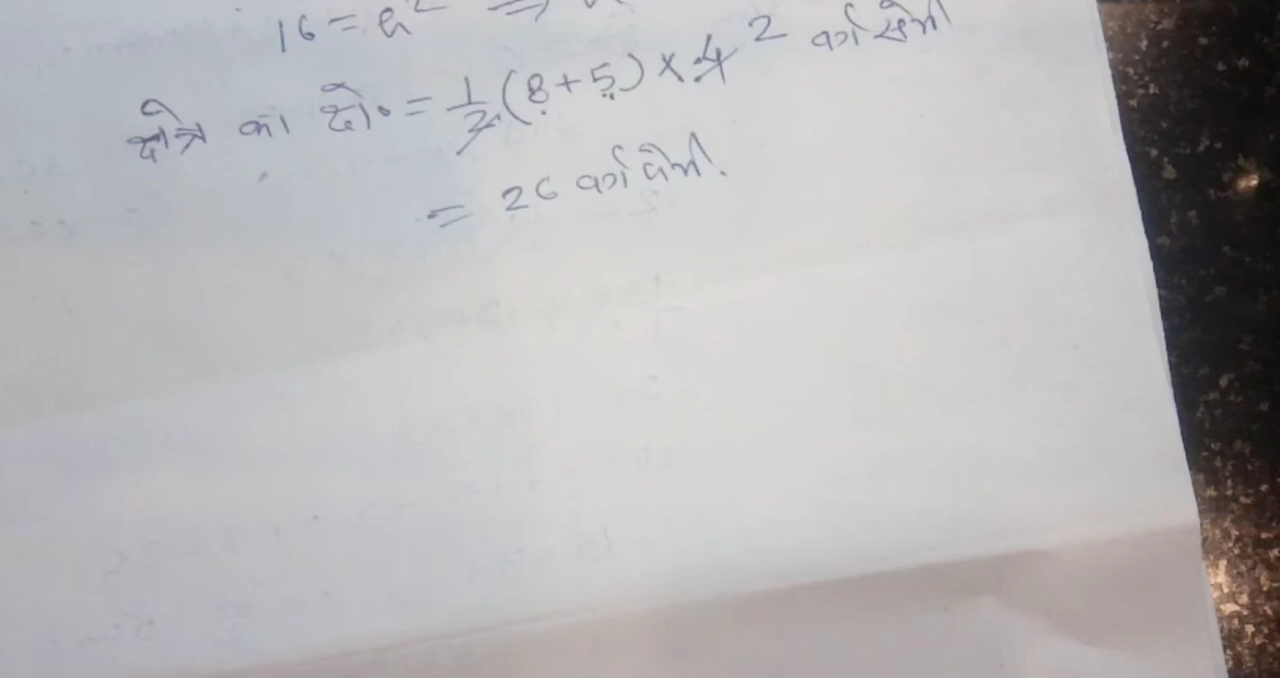 16 = h² ⇒
क्षेत्र का क्षे० = 1/2 (8+5) × 4 2 वर्ग सेमी
= 26 वर्ग सेमी.